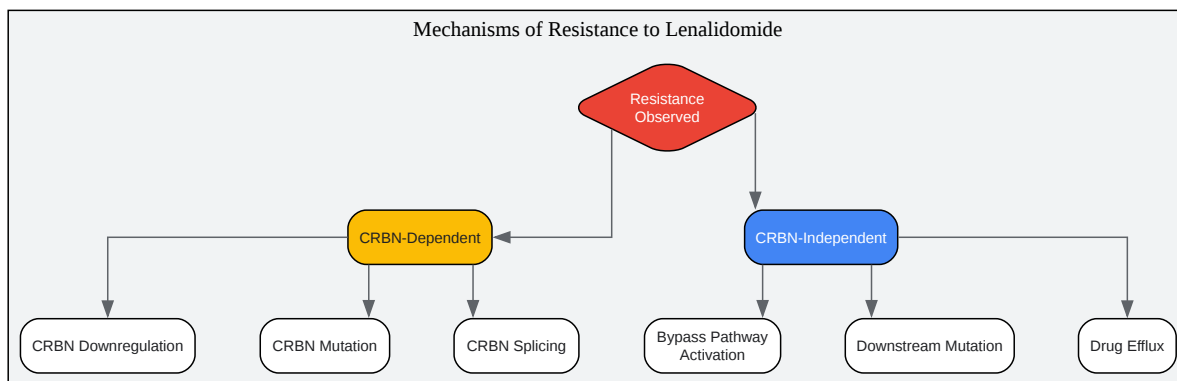 Mechanisms of Resistance to Lenalidomide
Resistance
Observed
CRBN-Dependent
CRBN-Independent
CRBN Downregulation
CRBN Mutation
CRBN Splicing
Bypass Pathway
Activation
Downstream Mutation
Drug Efflux